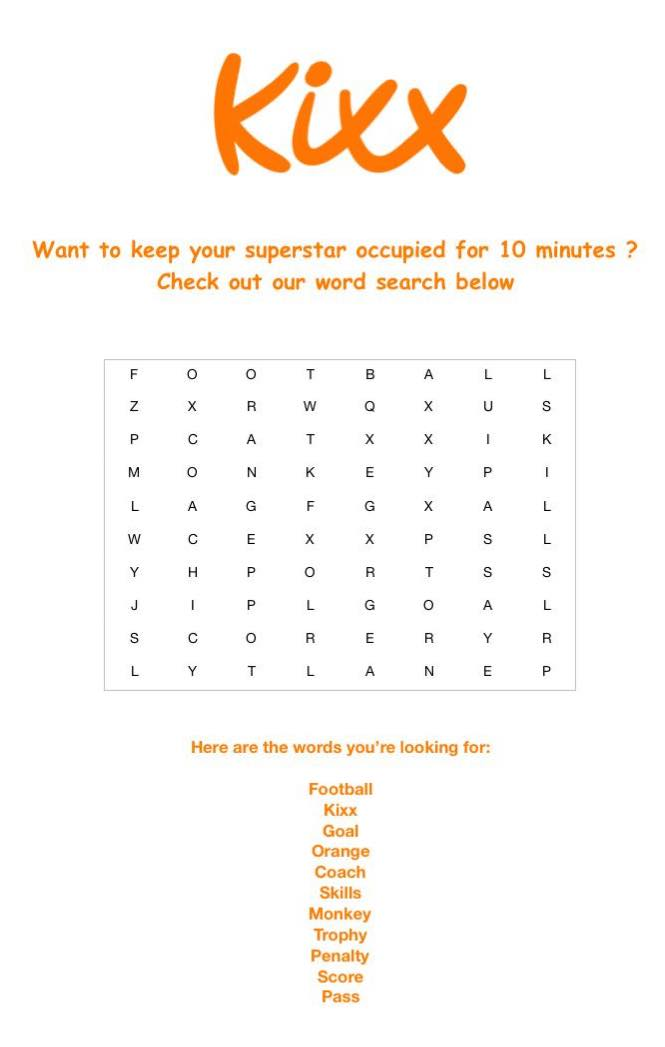 Kixx
Want to keep your superstar occupied for 10 minutes ?
Check out our word search below
F O O T B A L L
Z X R W Q X U S
P C A T X X I K
M O N K E Y P I
L A G F G X A L
W C E X X P S L
Y H P O R T S S
J I P L G O A L
S C O R E R Y R
L Y T L A N E P
Here are the words you're looking for:
Football
Kixx
Goal
Orange
Coach
Skills
Monkey
Trophy
Penalty
Score
Pass